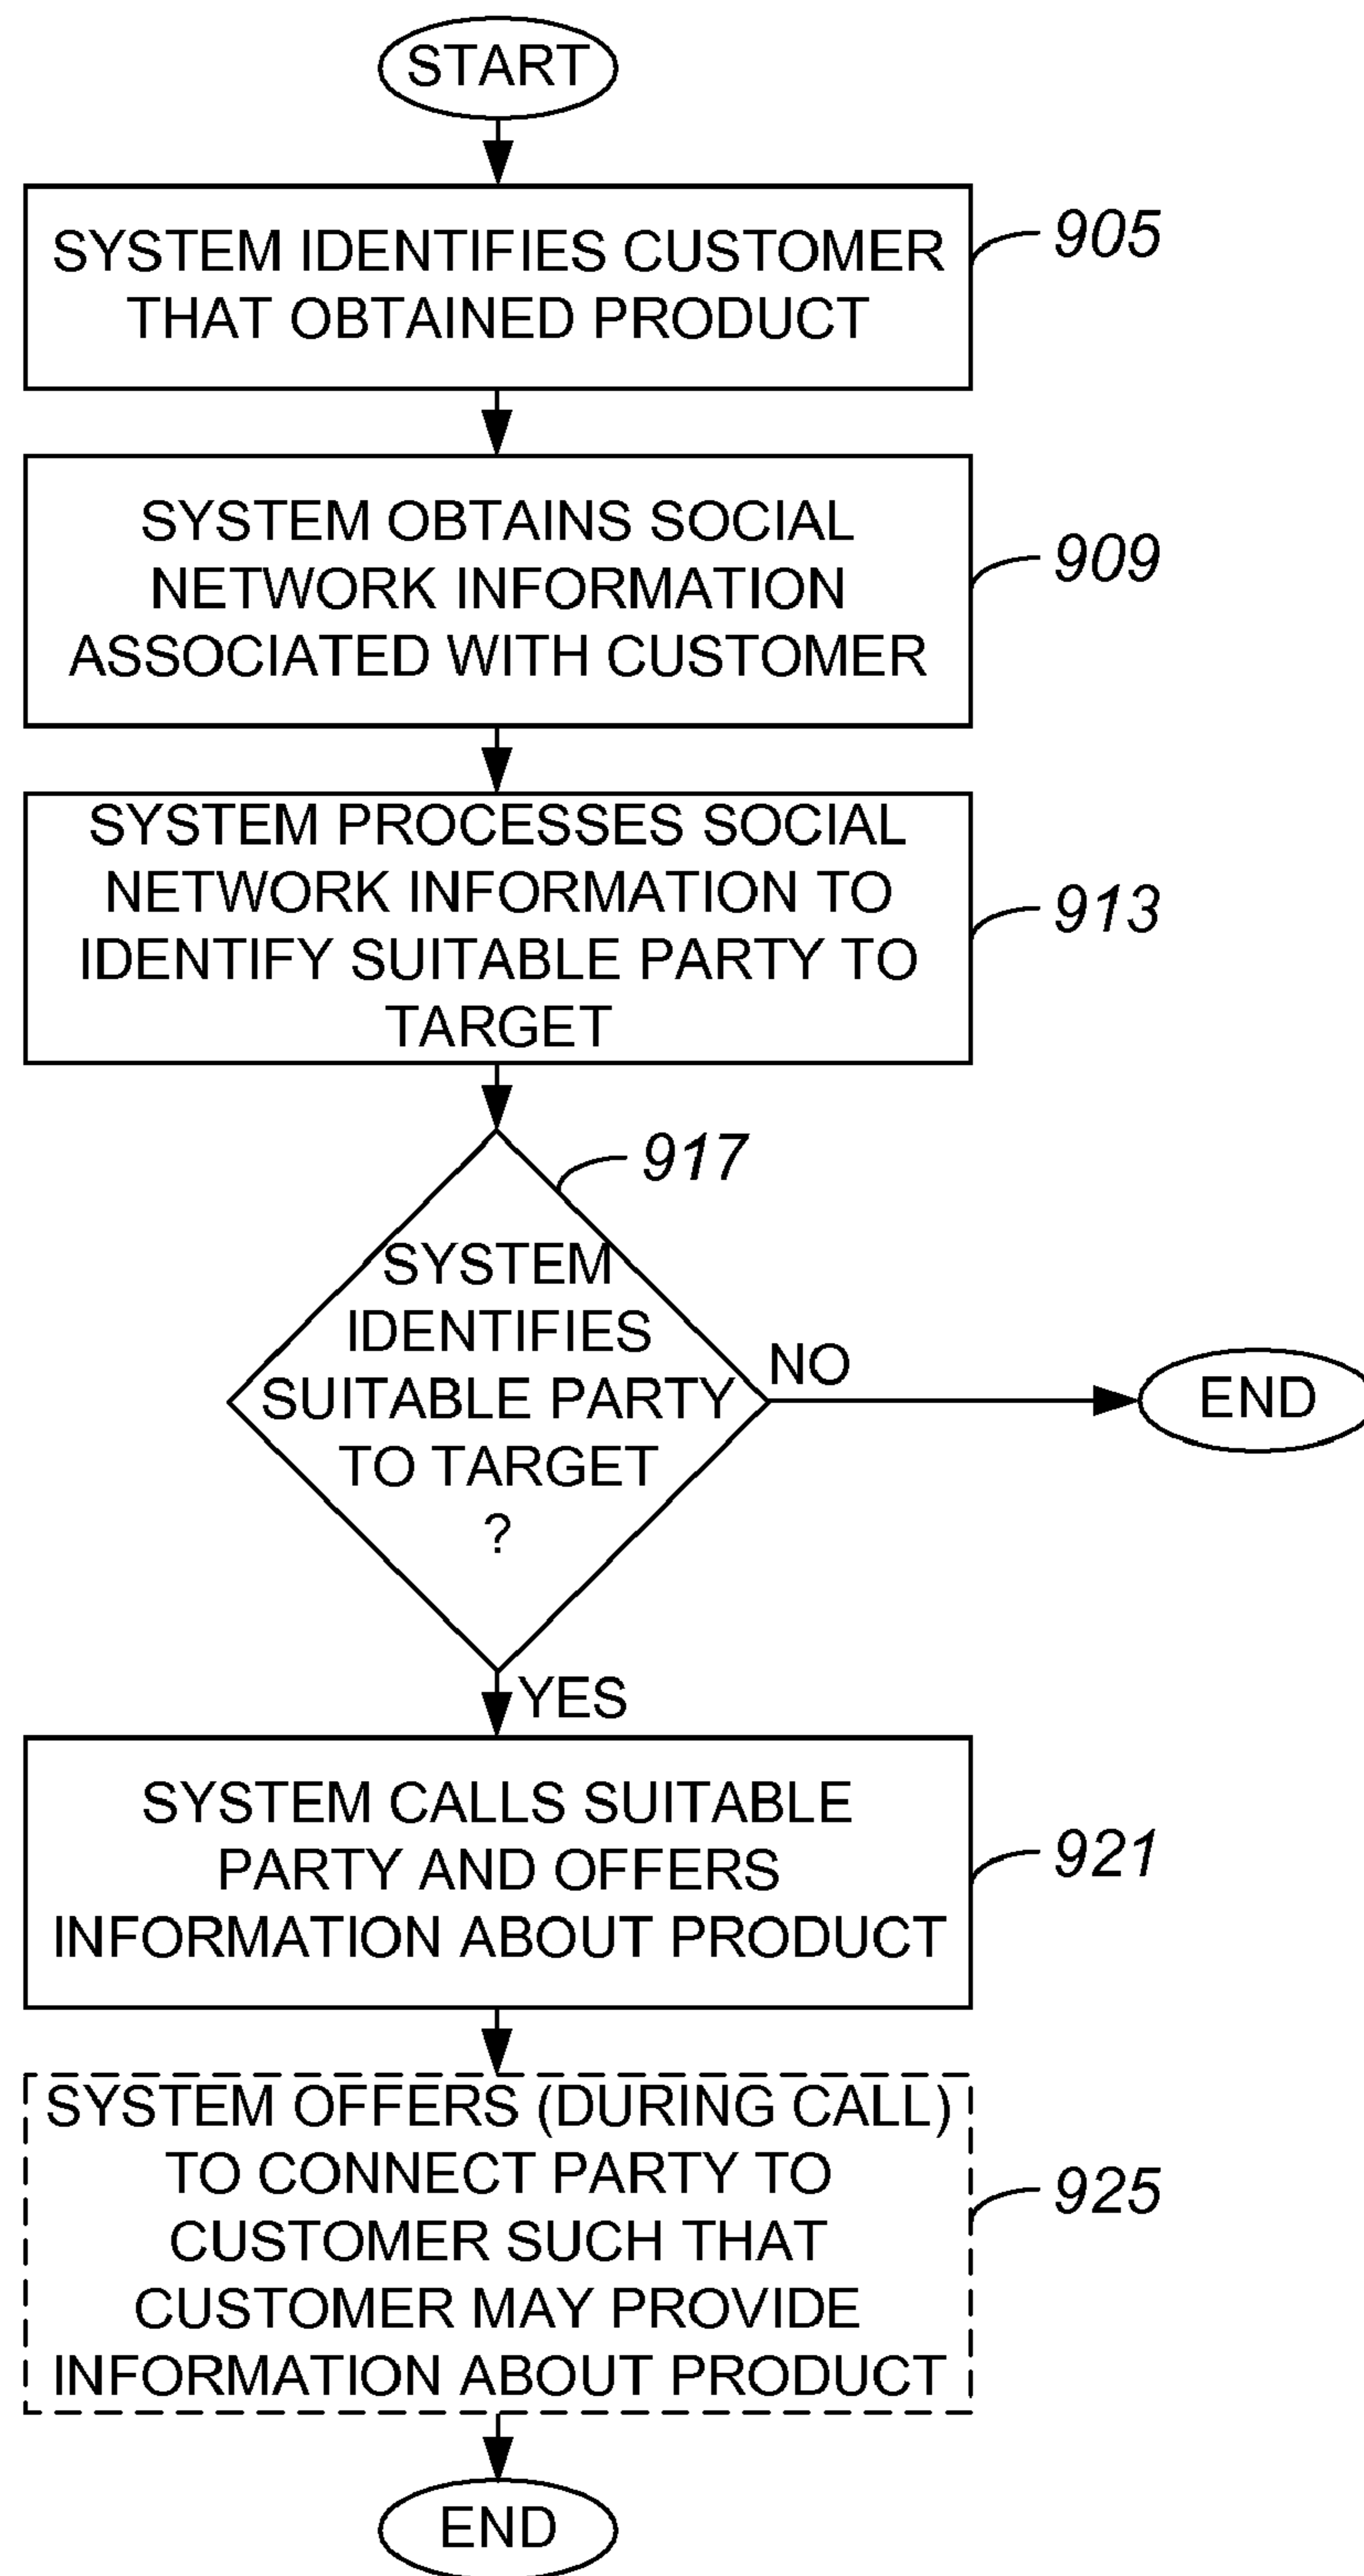 START
SYSTEM IDENTIFIES CUSTOMER
THAT OBTAINED PRODUCT
905
SYSTEM OBTAINS SOCIAL
NETWORK INFORMATION
ASSOCIATED WITH CUSTOMER
909
SYSTEM PROCESSES SOCIAL
NETWORK INFORMATION TO
IDENTIFY SUITABLE PARTY TO
TARGET
913
917
SYSTEM
IDENTIFIES
SUITABLE PARTY
TO TARGET
?
NO
END
YES
SYSTEM CALLS SUITABLE
PARTY AND OFFERS
INFORMATION ABOUT PRODUCT
921
SYSTEM OFFERS (DURING CALL)
TO CONNECT PARTY TO
CUSTOMER SUCH THAT
CUSTOMER MAY PROVIDE
INFORMATION ABOUT PRODUCT
925
END